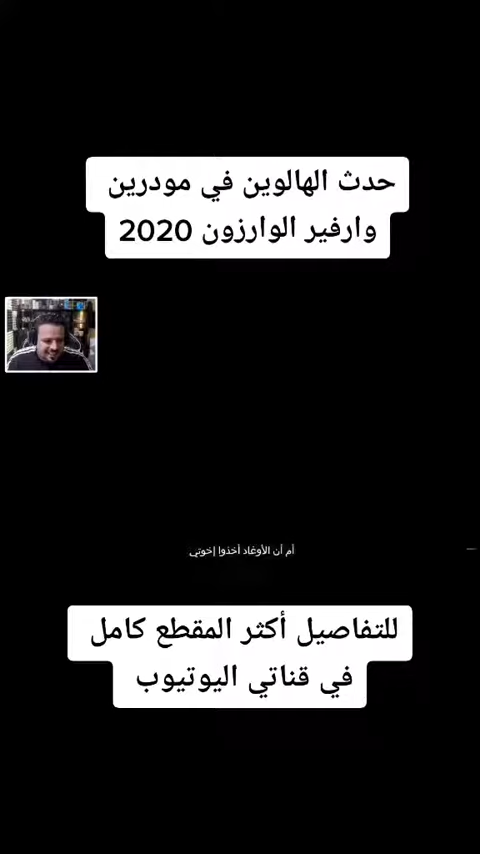 حدث الهالوين في مودرين
وارفير الوارزون 2020
أم أن الأوغاد أخذوا إخوتي
للتفاصيل أكثر المقطع كامل
في قناتي اليوتيوب